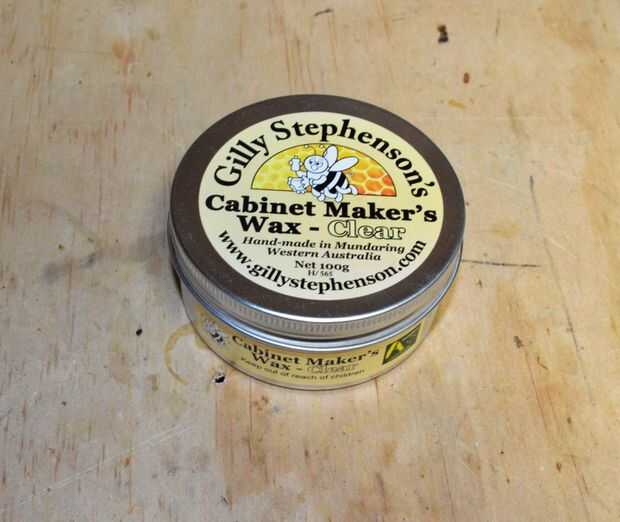 Gilly Stephenson's
Cabinet Maker's
Wax - Clear
Hand-made in Mundaring
Western Australia
Net 100g
H/565
www.gillystephenson.com
Cabinet Maker's
Wax - Clear
Keep out of reach of children